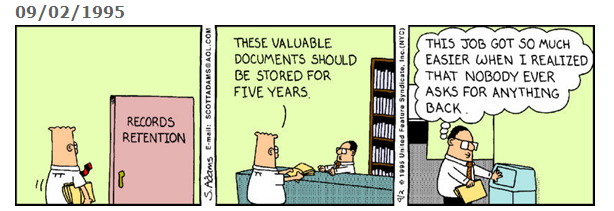 09/02/1995
RECORDS
RETENTION
S. Adams E-mail: SCOTTADAMS@AOL.COM
THESE VALUABLE
DOCUMENTS SHOULD
BE STORED FOR
FIVE YEARS.
9/2 © 1995 United Feature Syndicate, Inc.(NYC)
THIS JOB GOT SO MUCH
EASIER WHEN I REALIZED
THAT NOBODY EVER
ASKS FOR ANYTHING
BACK.